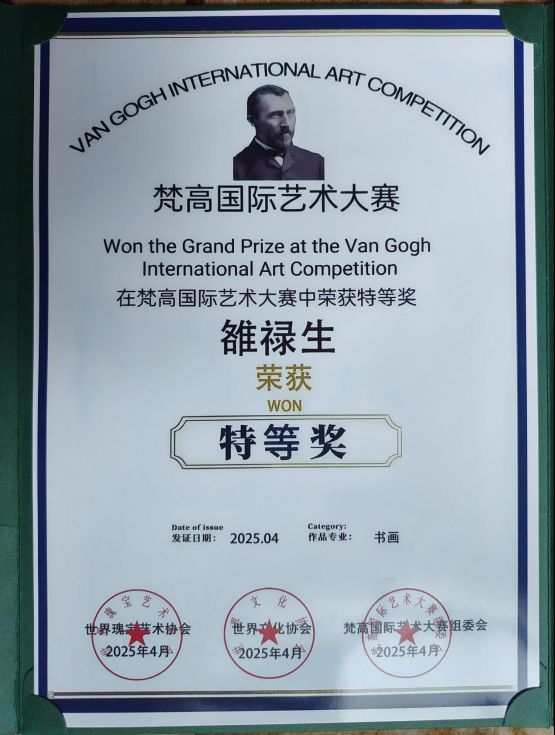 VAN GOGH INTERNATIONAL ART COMPETITION
梵高国际艺术大赛
Won the Grand Prize at the Van Gogh
International Art Competition
在梵高国际艺术大赛中荣获特等奖
雒禄生
荣获
WON
特等奖
Date of issue
发证日期： 2025.04
Category:
作品专业： 书画
世界瑰宝艺术协会
2025年4月
世界文化协会
2025年4月
梵高国际艺术大赛组委会
2025年4月